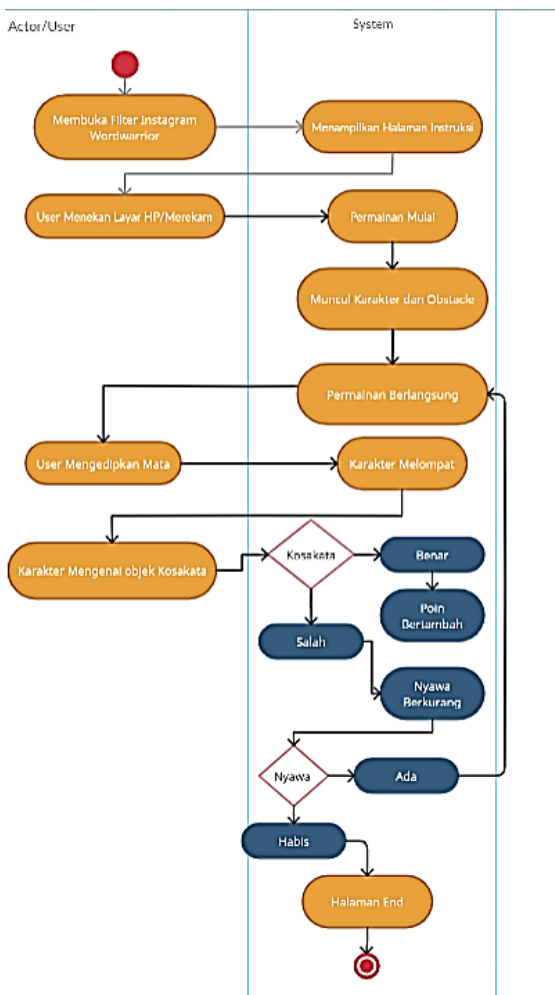 Actor/User
System
Membuka Filter Instagram
Wordwarrior
Menampilkan Halaman Instruksi
User Menekan Layar HP/Merekam
Permainan Mulai
Muncul Karakter dan Obstacle
Permainan Berlangsung
User Mengedipkan Mata
Karakter Melompat
Karakter Mengenai objek Kosakata
Kosakata
Benar
Poin
Bertambah
Salah
Nyawa
Berkurang
Nyawa
Ada
Habis
Halaman End